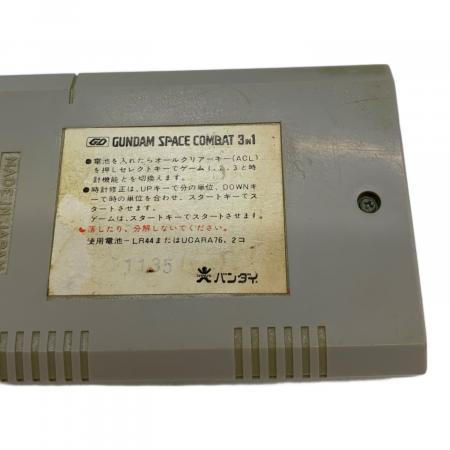 GD GUNDAM SPACE COMBAT 3IN1
●電池を入れたらオールクリアーキー(ACL)
を押しセレクトキーでゲーム1,2,3と時
計機能とを切換えます。
●時計修正は、UPキーで分の単位、DOWNキ
ーで時の単位を合わせ、スタートキーでス
タートさせます。
ゲームは、スタートキーでスタートさせます。
落したり、分解しないでください。
使用電池-LR44またはUCARA76, 2コ
1135
バンダイ
MADE IN JAPAN